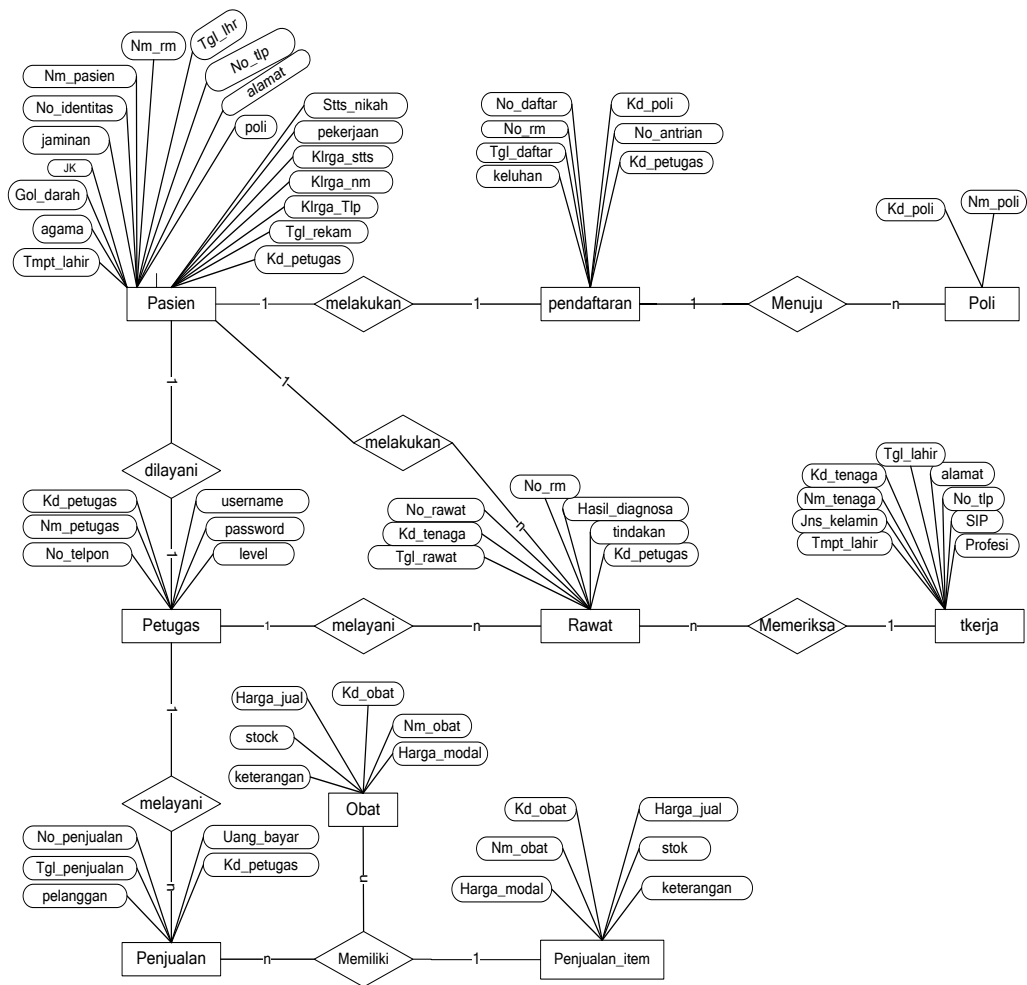 Nm_rm
Tgl_lhr
No_tlp
alamat
poli
Nm_pasien
No_identitas
jaminan
JK
Gol_darah
agama
Tmpt_lahir
Stts_nikah
pekerjaan
Klrga_stts
Klrga_nm
Klrga_Tlp
Tgl_rekam
Kd_petugas
No_daftar
No_rm
Tgl_daftar
keluhan
Kd_poli
No_antrian
Kd_petugas
Kd_poli
Nm_poli
Pasien
1
melakukan
1
pendaftaran
1
Menuju
n
Poli
1
dilayani
1
1
melakukan
n
Kd_petugas
Nm_petugas
No_telpon
username
password
level
No_rawat
Kd_tenaga
Tgl_rawat
No_rm
Hasil_diagnosa
tindakan
Kd_petugas
Tgl_lahir
Kd_tenaga
Nm_tenaga
Jns_kelamin
Tmpt_lahir
alamat
No_tlp
SIP
Profesi
Petugas
1
melayani
n
Rawat
n
Memeriksa
1
tkerja
1
melayani
n
Harga_jual
stock
keterangan
Kd_obat
Nm_obat
Harga_modal
Obat
n
No_penjualan
Tgl_penjualan
pelanggan
Uang_bayar
Kd_petugas
Kd_obat
Nm_obat
Harga_modal
Harga_jual
stok
keterangan
Penjualan
n
Memiliki
1
Penjualan_item